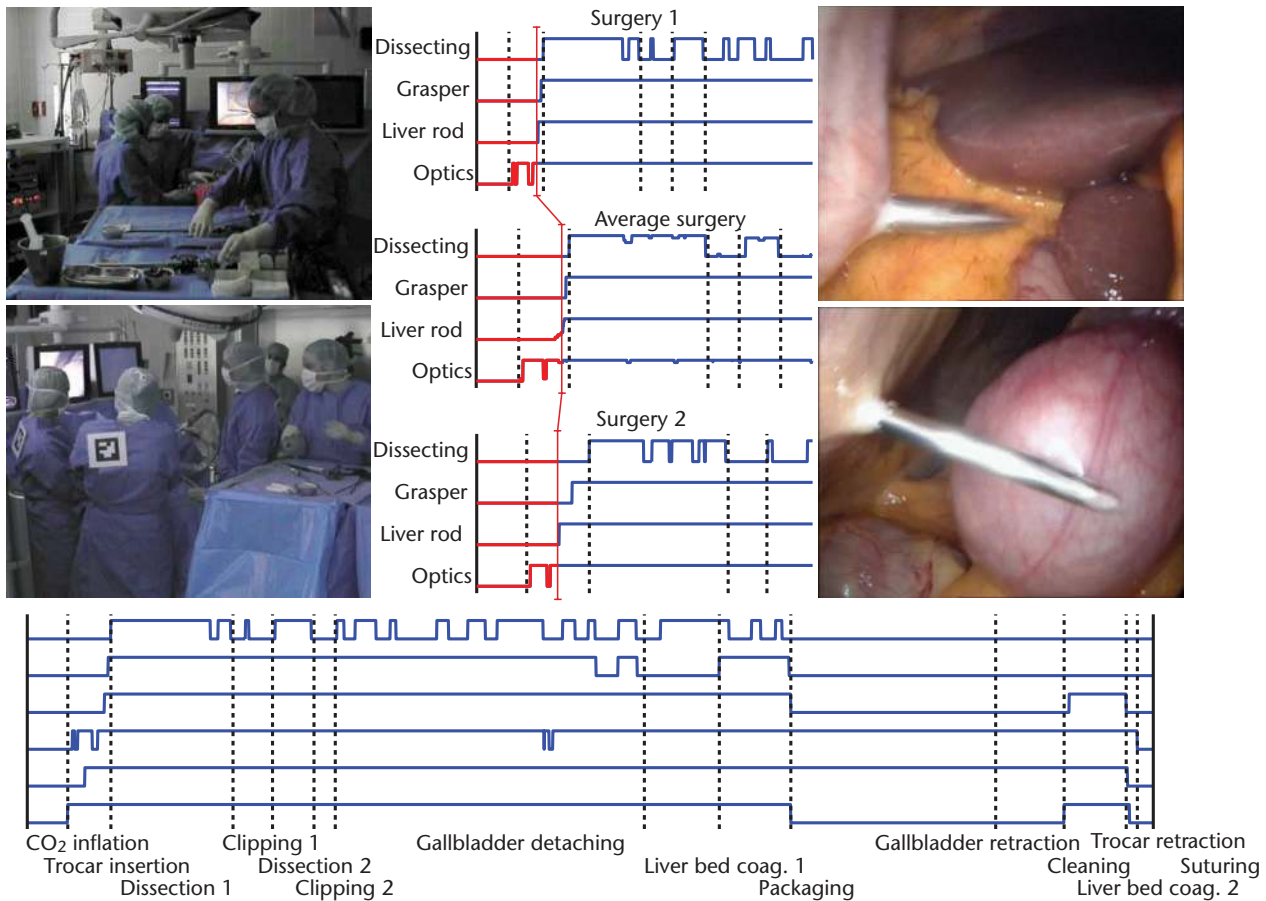 Surgery 1
Dissecting
Grasper
Liver rod
Optics
Average surgery
Dissecting
Grasper
Liver rod
Optics
Surgery 2
Dissecting
Grasper
Liver rod
Optics
CO2 inflation Clipping 1 Gallbladder detaching Gallbladder retraction Trocar retraction
Trocar insertion Dissection 2 Liver bed coag. 1 Cleaning Suturing
Dissection 1 Clipping 2 Packaging Liver bed coag. 2